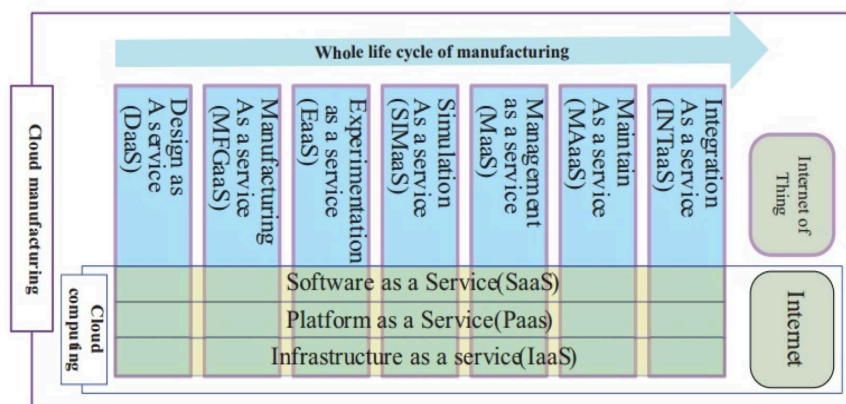 Whole life cycle of manufacturing
Cloud manufacturing
Design as
A service
(DaaS)
Manufacturing
As a service
(MFGaaS)
Experimentation
as a service
(EaaS)
Simulation
As a service
(SIMaaS)
Management
as a service
(MaaS)
Maintain
As a service
(MAaaS)
Integration
As a service
(INTaaS)
Internet of
Thing
Cloud
computing
Software as a Service(SaaS)
Platform as a Service(Paas)
Infrastructure as a service(IaaS)
Internet